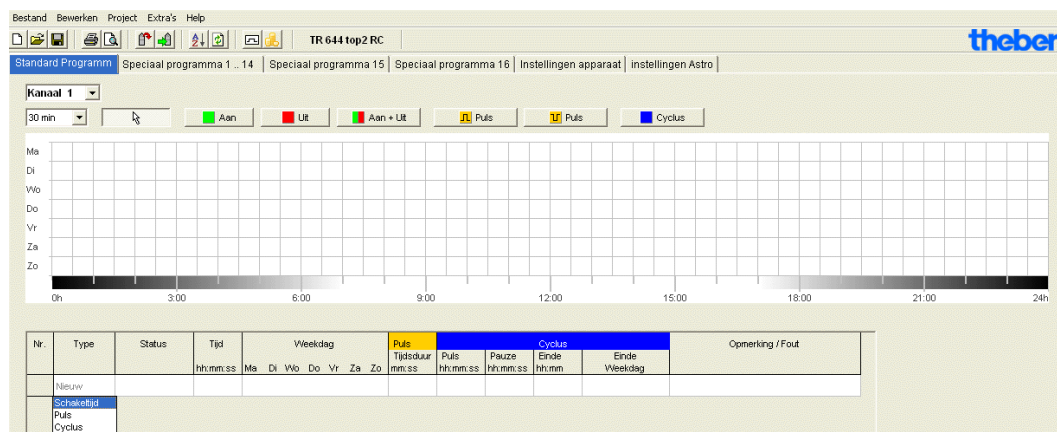 Bestand Bewerken Project Extra's Help
TR 644 top2 RC
theben
Standard Programm Speciaal programma 1 .. 14 Speciaal programma 15 Speciaal programma 16 Instellingen apparaat instellingen Astro
Kanaal 1
30 min Aan Uit Aan + Uit Puls Puls Cyclus
Ma
Di
Wo
Do
Vr
Za
Zo
0h 3:00 6:00 9:00 12:00 15:00 18:00 21:00 24h
Nr. Type Status Tijd Weekdag Puls Cyclus Opmerking / Fout
Tijdsduur Puls Pauze Einde Einde
hh:mm:ss Ma Di Wo Do Vr Za Zo mm:ss hh:mm:ss hh:mm:ss hh:mm Weekdag
Nieuw
Schakeltijd
Puls
Cyclus